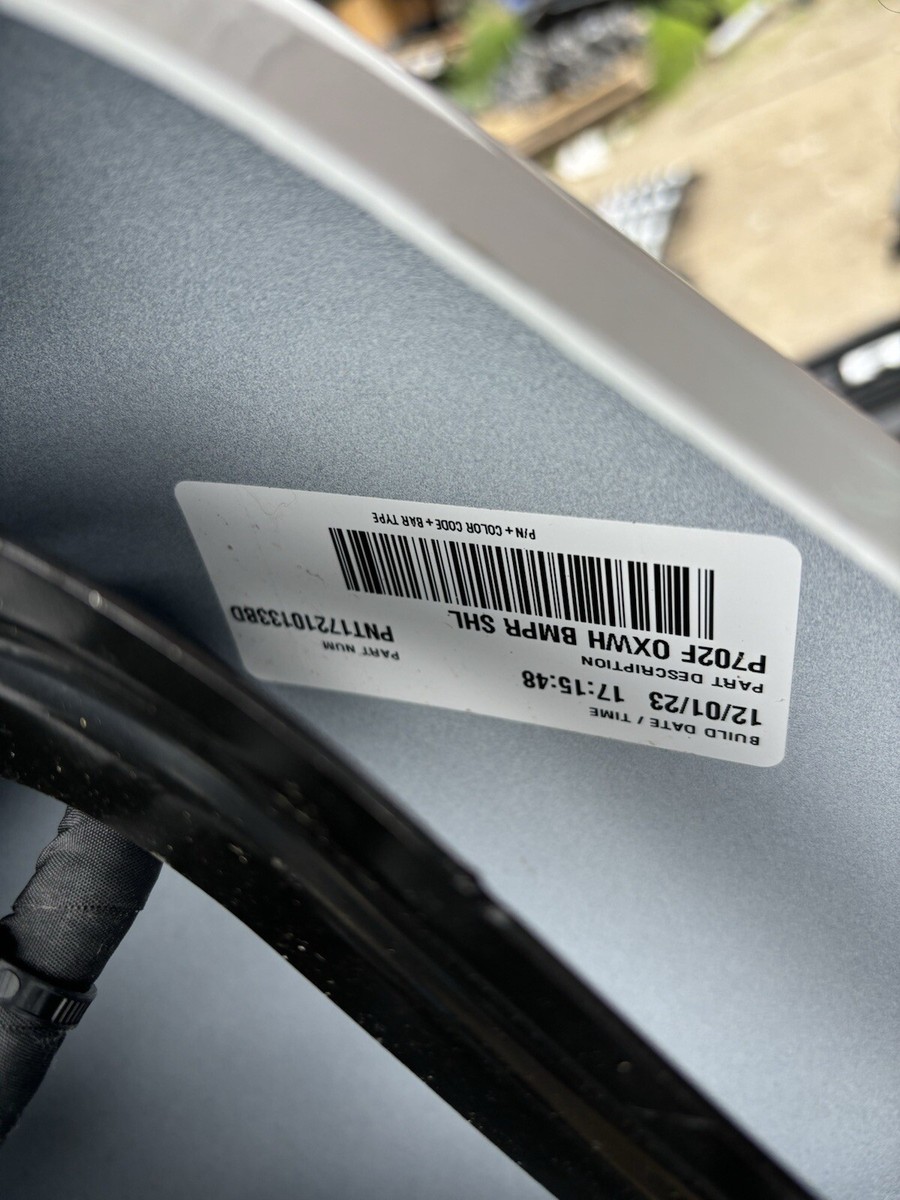 BUILD DATE / TIME
12/01/23 17:15:48
PART DESCRIPTION
P702F OXWH BMPR SHL
PART NUM
PNT172101338D
P/N + COLOR CODE + BAR TYPE